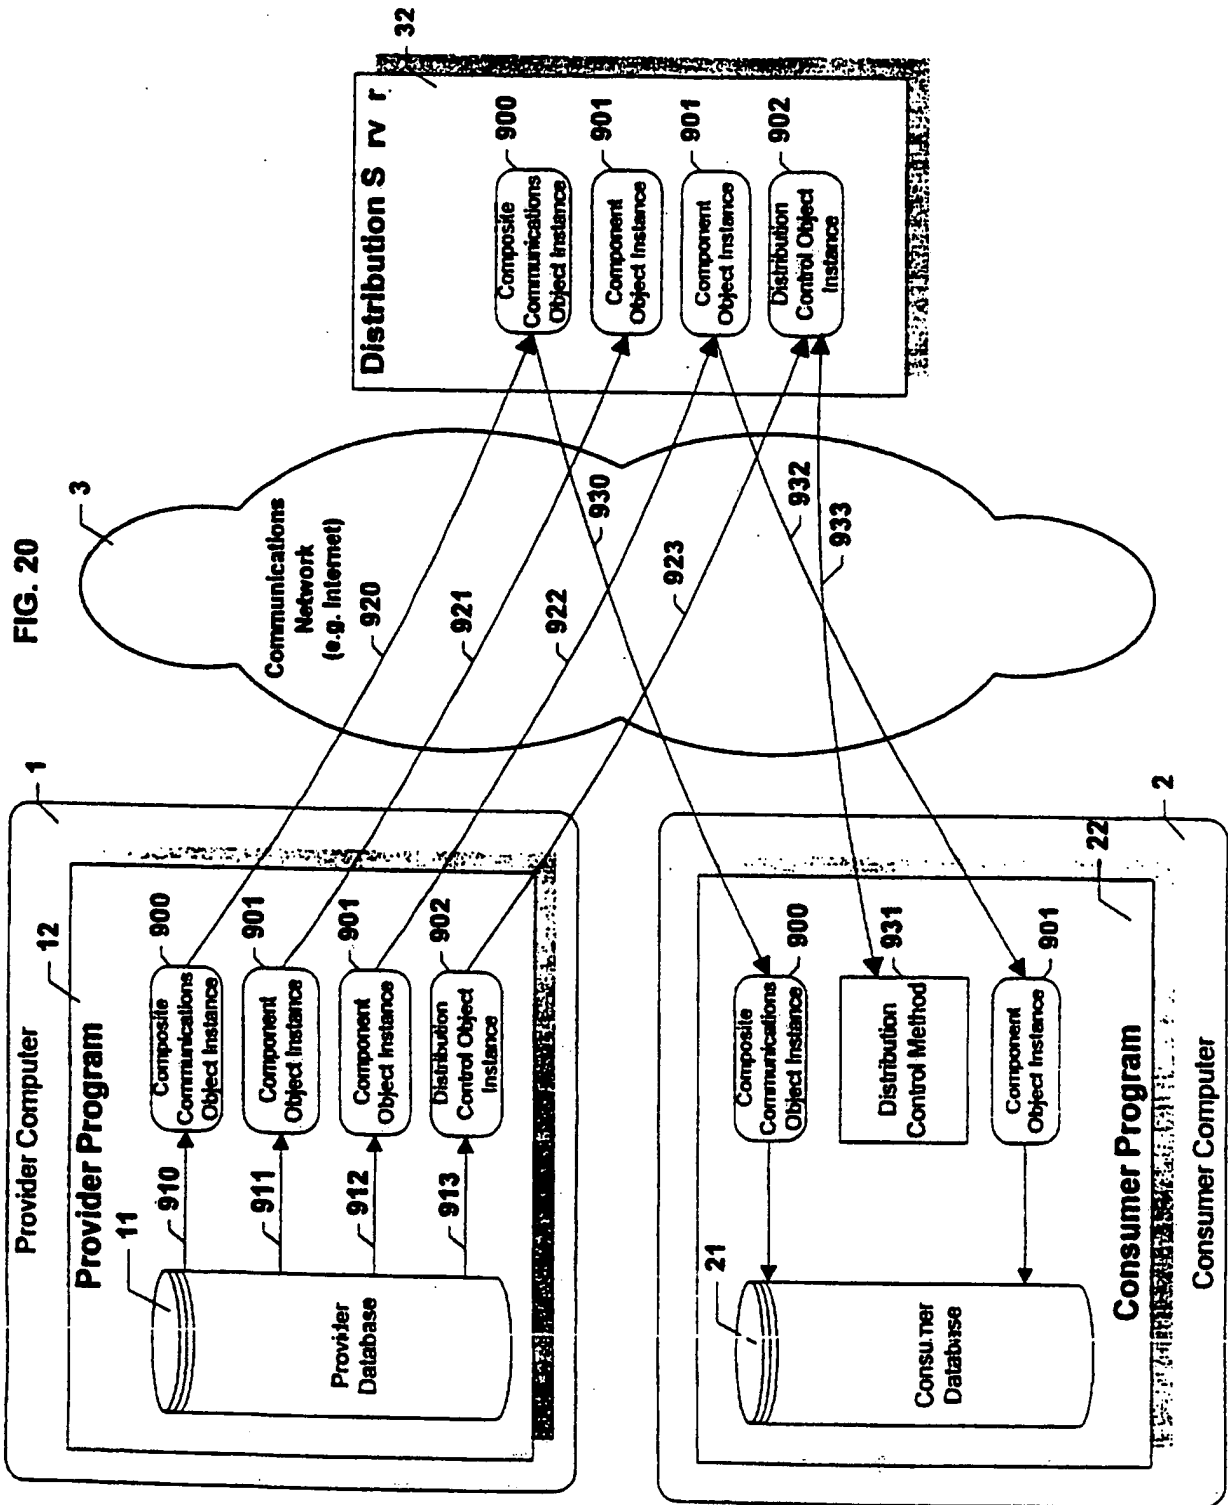 FIG. 20
Provider Computer
1
Provider Program
12
11
Provider
Database
910
911
912
913
Composite
Communications
Object Instance
900
Component
Object Instance
901
Component
Object Instance
901
Distribution
Control Object
Instance
902
3
Communications
Network
(e.g. Internet)
920
921
922
923
930
932
933
Distribution S rv r
32
Composite
Communications
Object Instance
900
Component
Object Instance
901
Component
Object Instance
901
Distribution
Control Object
Instance
902
2
22
21
Consumer
Database
Composite
Communications
Object Instance
900
Distribution
Control Method
931
Component
Object Instance
901
Consumer Program
Consumer Computer